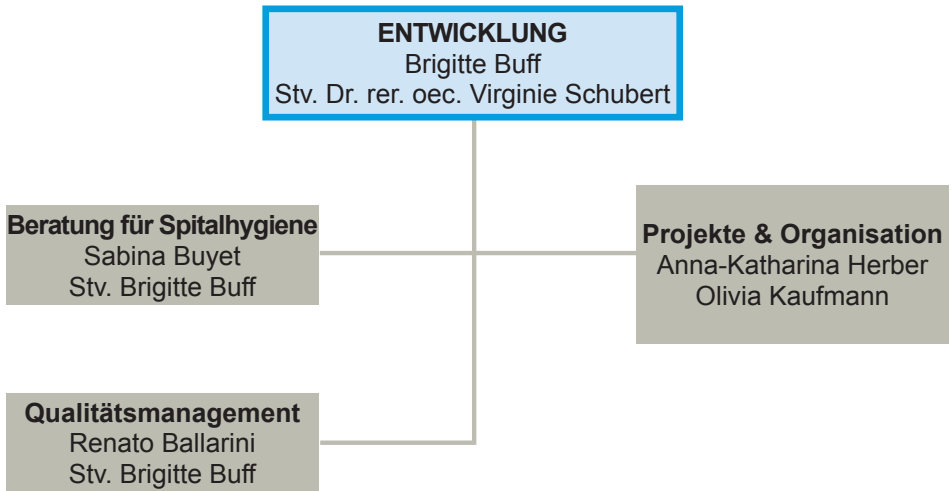 ENTWICKLUNG
Brigitte Buff
Stv. Dr. rer. oec. Virginie Schubert
Beratung für Spitalhygiene
Sabina Buyet
Stv. Brigitte Buff
Projekte & Organisation
Anna-Katharina Herber
Olivia Kaufmann
Qualitätsmanagement
Renato Ballarini
Stv. Brigitte Buff